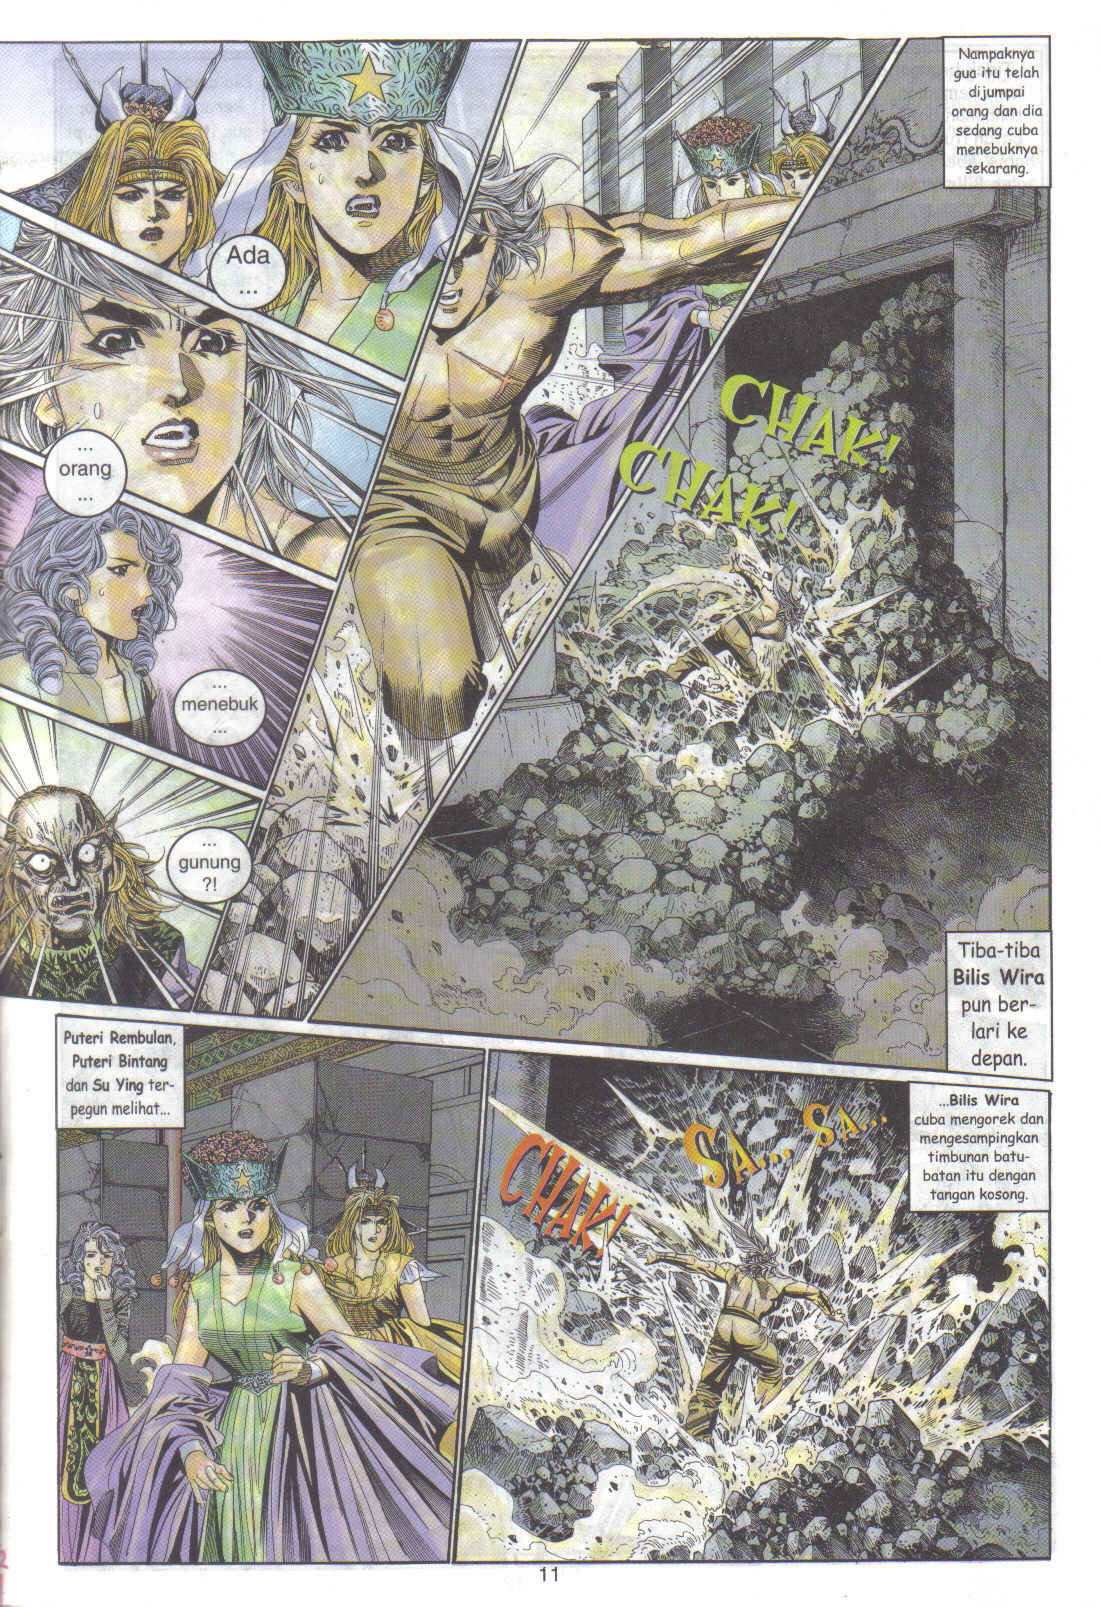 Ada
...
...
orang
...
...
menebuk
...
...
gunung
?!
Nampaknya
gua itu telah
dijumpai
orang dan dia
sedang cuba
menebuknya
sekarang.
CHAK!
CHAK!
Tiba-tiba
Bilis Wira
pun ber-
lari ke
depan.
Puteri Rembulan,
Puteri Bintang
dan Su Ying ter-
pegun melihat...
CHAK!
SA... SA...
...Bilis Wira
cuba mengorek dan
mengesampingkan
timbunan batu-
batan itu dengan
tangan kosong.
11